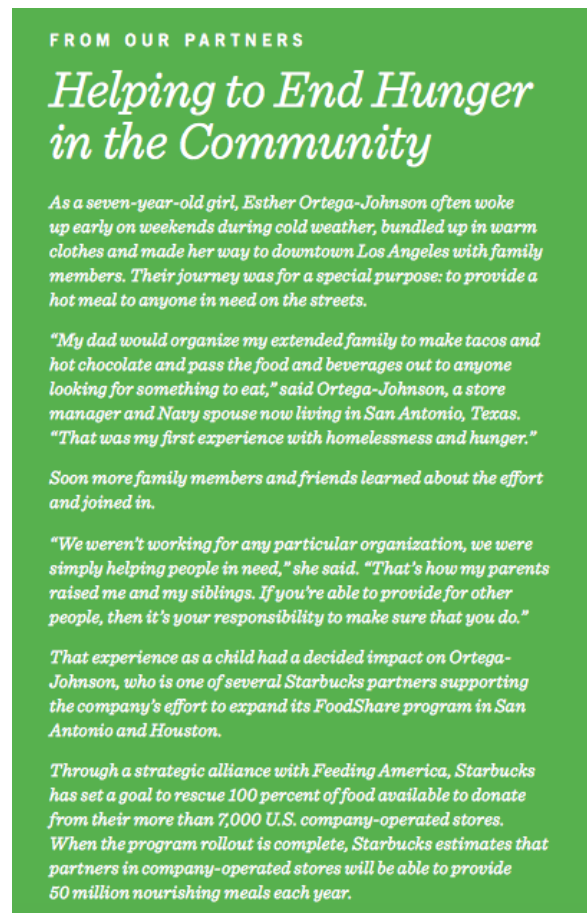 FROM OUR PARTNERS
Helping to End Hunger
in the Community
As a seven-year-old girl, Esther Ortega-Johnson often woke
up early on weekends during cold weather, bundled up in warm
clothes and made her way to downtown Los Angeles with family
members. Their journey was for a special purpose: to provide a
hot meal to anyone in need on the streets.
“My dad would organize my extended family to make tacos and
hot chocolate and pass the food and beverages out to anyone
looking for something to eat,” said Ortega-Johnson, a store
manager and Navy spouse now living in San Antonio, Texas.
“That was my first experience with homelessness and hunger.”
Soon more family members and friends learned about the effort
and joined in.
“We weren’t working for any particular organization, we were
simply helping people in need,” she said. “That’s how my parents
raised me and my siblings. If you’re able to provide for other
people, then it’s your responsibility to make sure that you do.”
That experience as a child had a decided impact on Ortega-
Johnson, who is one of several Starbucks partners supporting
the company’s effort to expand its FoodShare program in San
Antonio and Houston.
Through a strategic alliance with Feeding America, Starbucks
has set a goal to rescue 100 percent of food available to donate
from their more than 7,000 U.S. company-operated stores.
When the program rollout is complete, Starbucks estimates that
partners in company-operated stores will be able to provide
50 million nourishing meals each year.